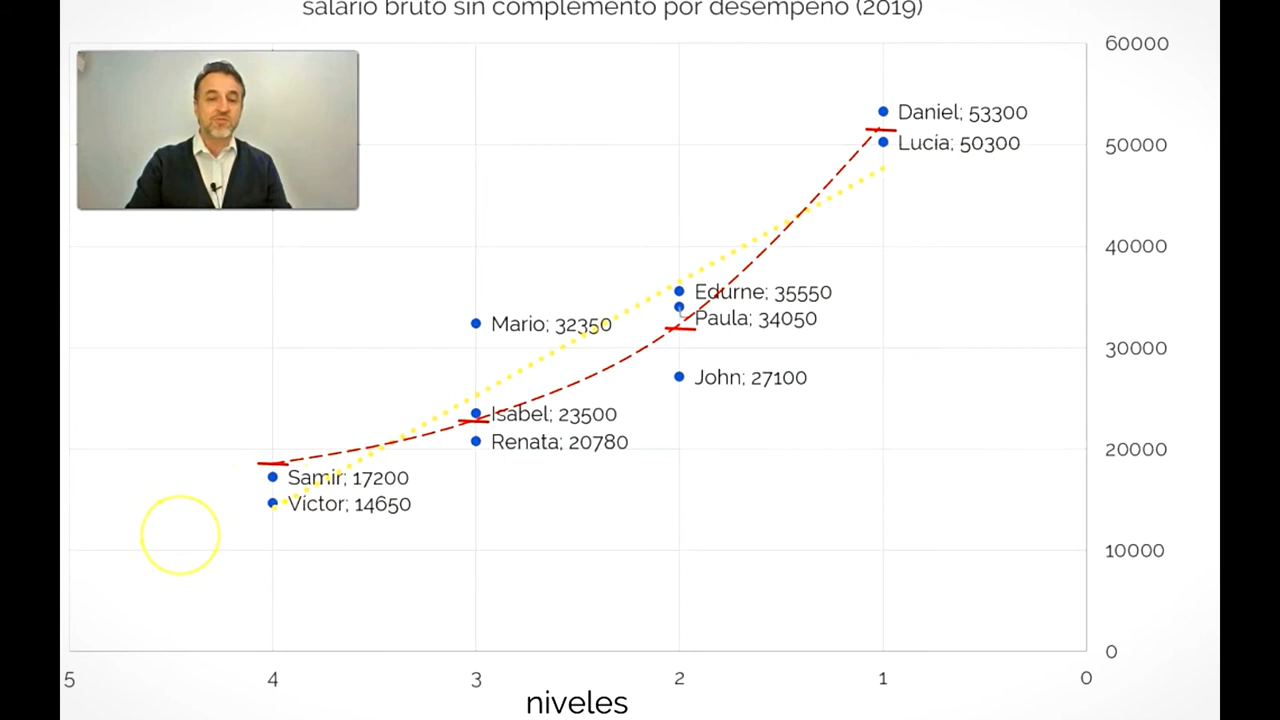 salario bruto sin complemento por desempeño (2019)
60000
Daniel; 53300
50000
Lucía; 50300
40000
Edurne; 35550
Paula; 34050
Mario; 32350
30000
John; 27100
Isabel; 23500
Renata; 20780
20000
Samir; 17200
Víctor; 14650
10000
0
5 4 3 2 1 0
niveles